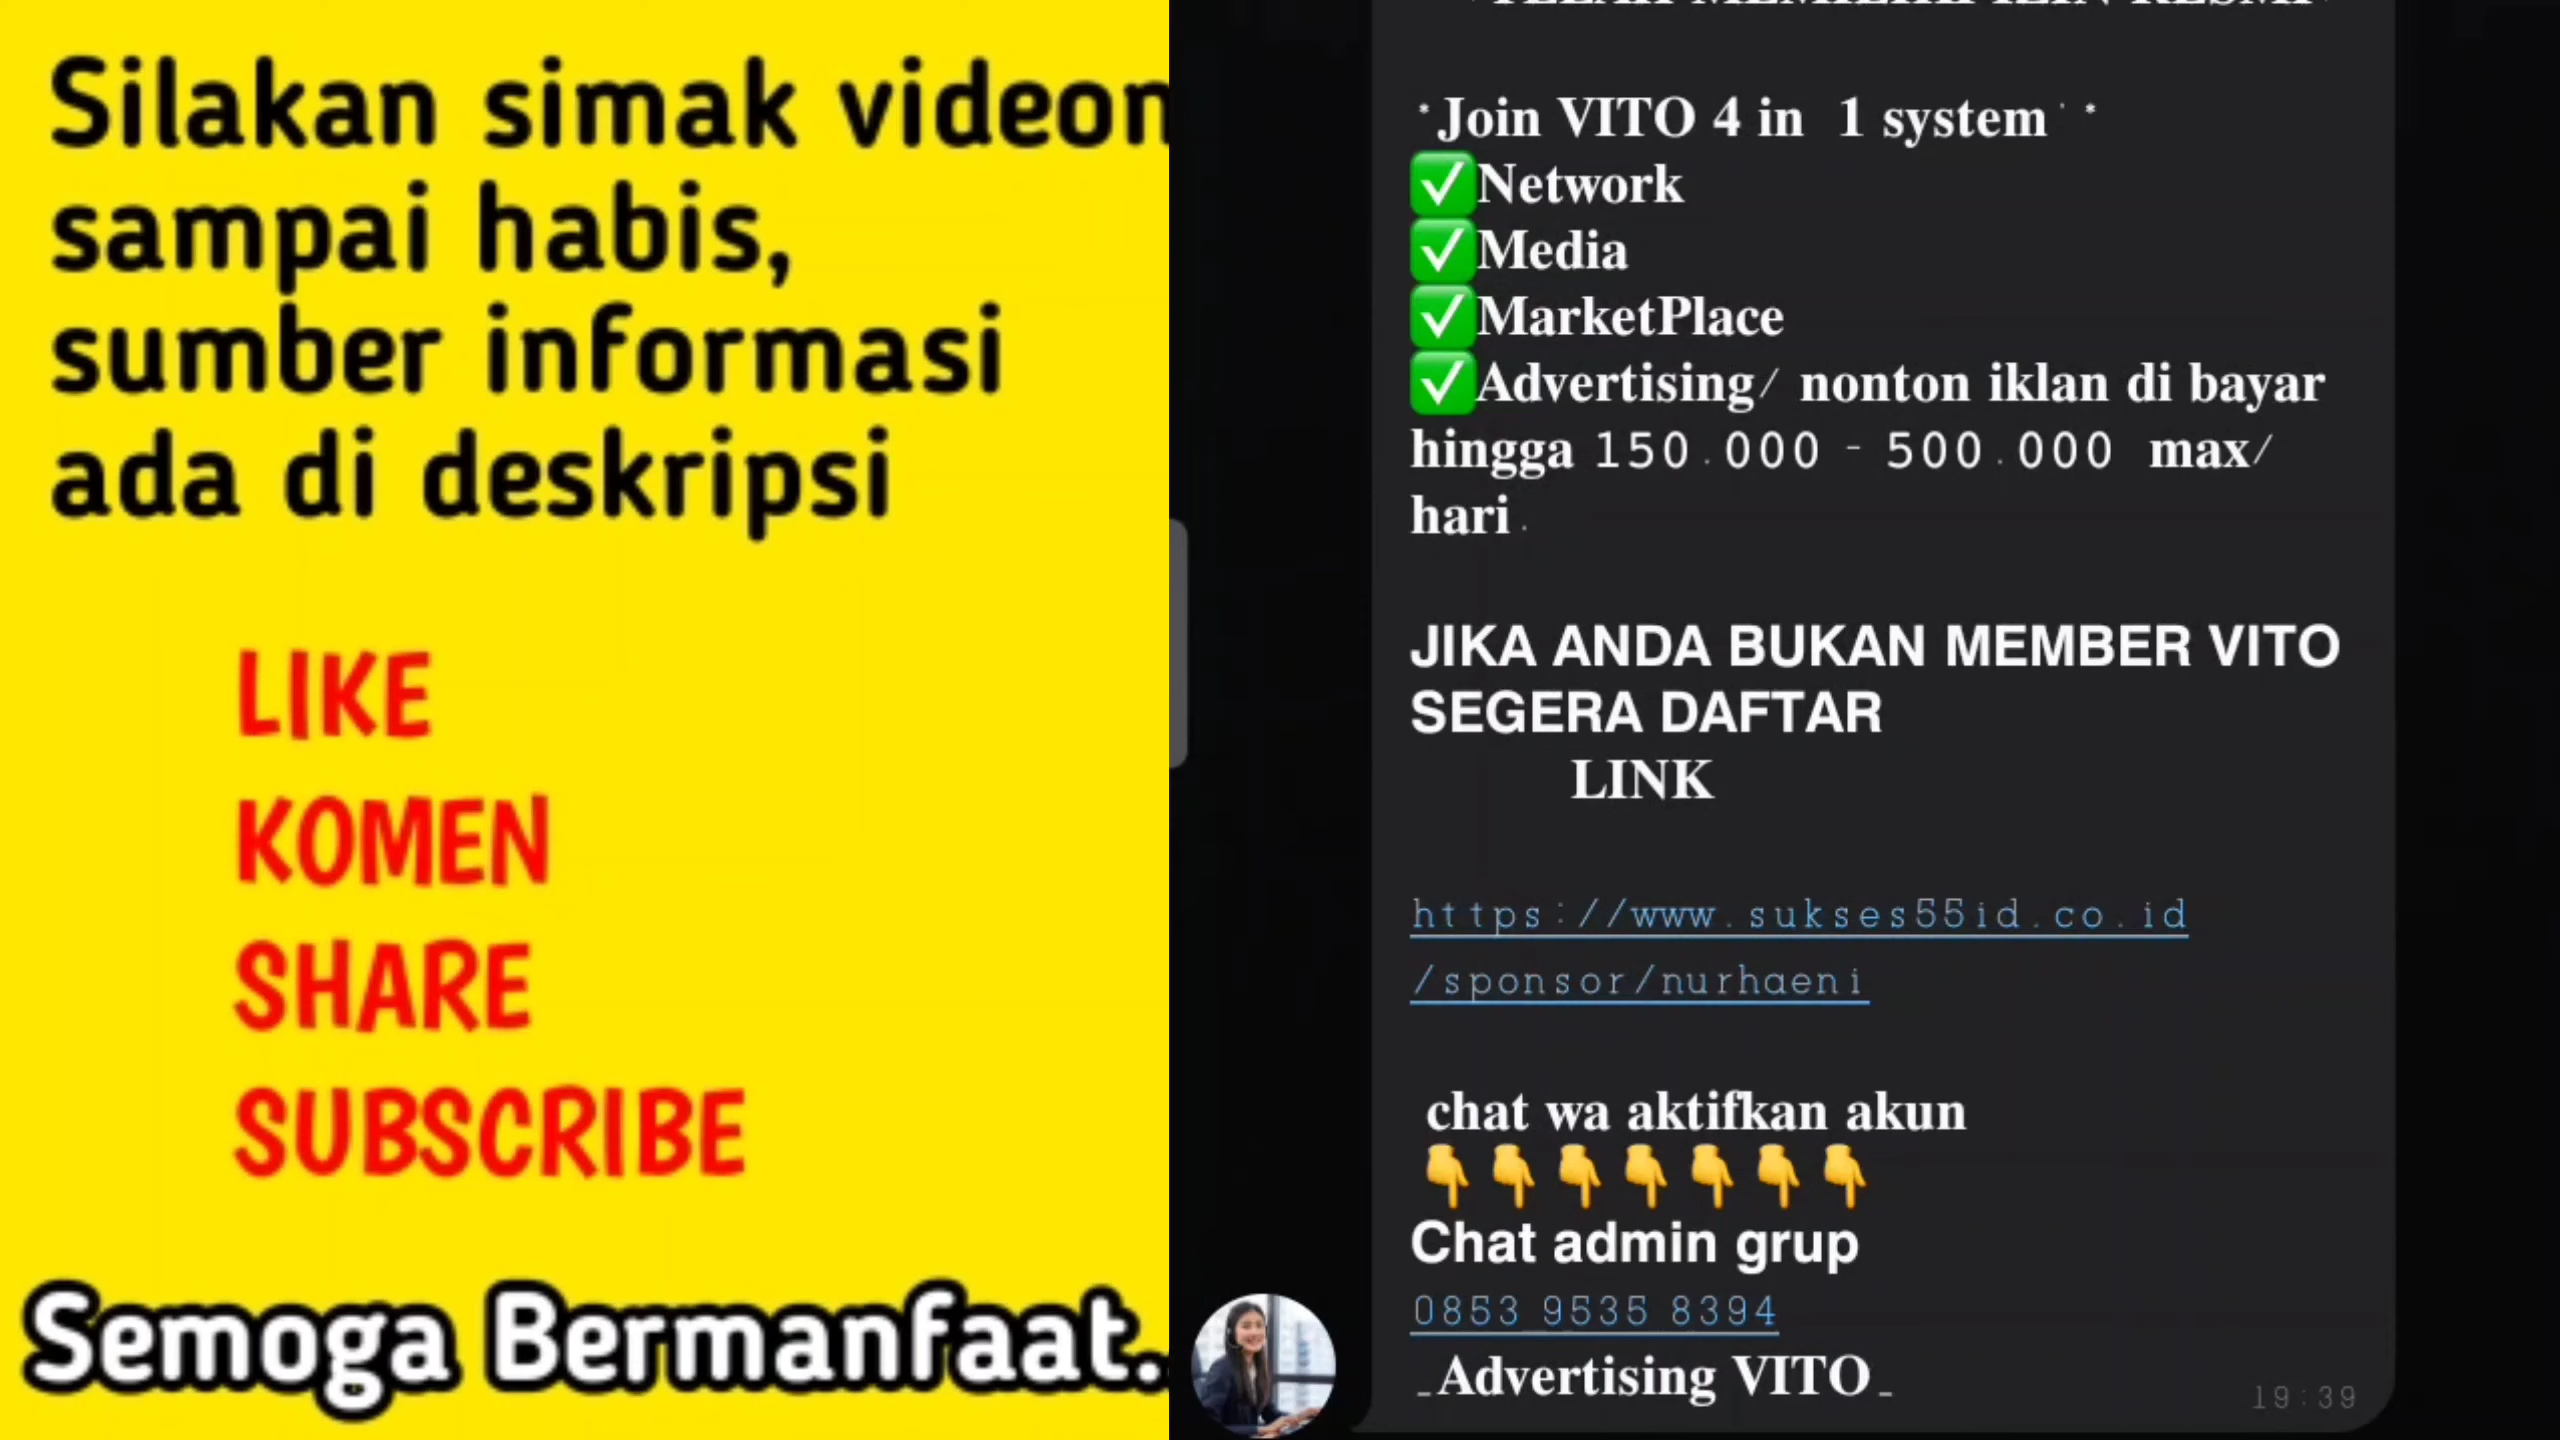 Silakan simak videon
sampai habis,
sumber informasi
ada di deskripsi
LIKE
KOMEN
SHARE
SUBSCRIBE
Semoga Bermanfaat.
*Join VITO 4 in 1 system*
✅Network
✅Media
✅MarketPlace
✅Advertising/ nonton iklan di bayar
hingga 150.000 - 500.000 max/
hari.
JIKA ANDA BUKAN MEMBER VITO
SEGERA DAFTAR
LINK
https://www.sukses55id.co.id
/sponsor/nurhaeni
chat wa aktifkan akun
👇👇👇👇👇👇👇
Chat admin grup
0853 9535 8394
_Advertising VITO_
19:39